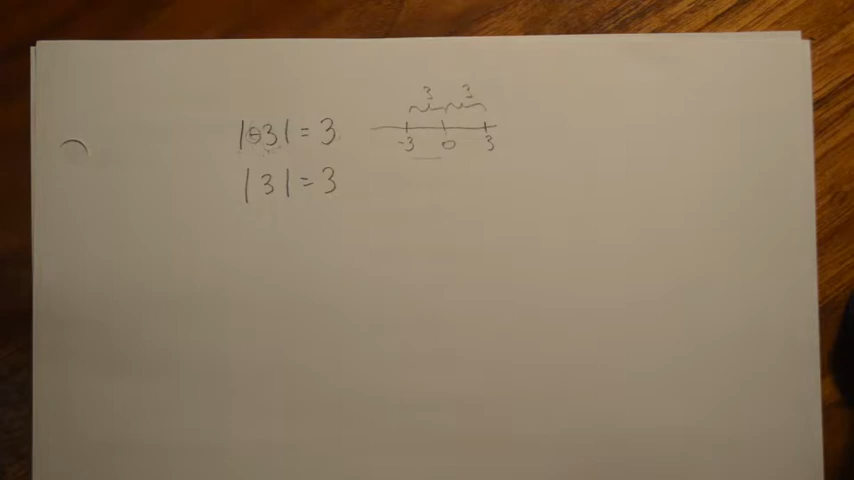 |-3| = 3
|3| = 3
3 3
-3 0 3